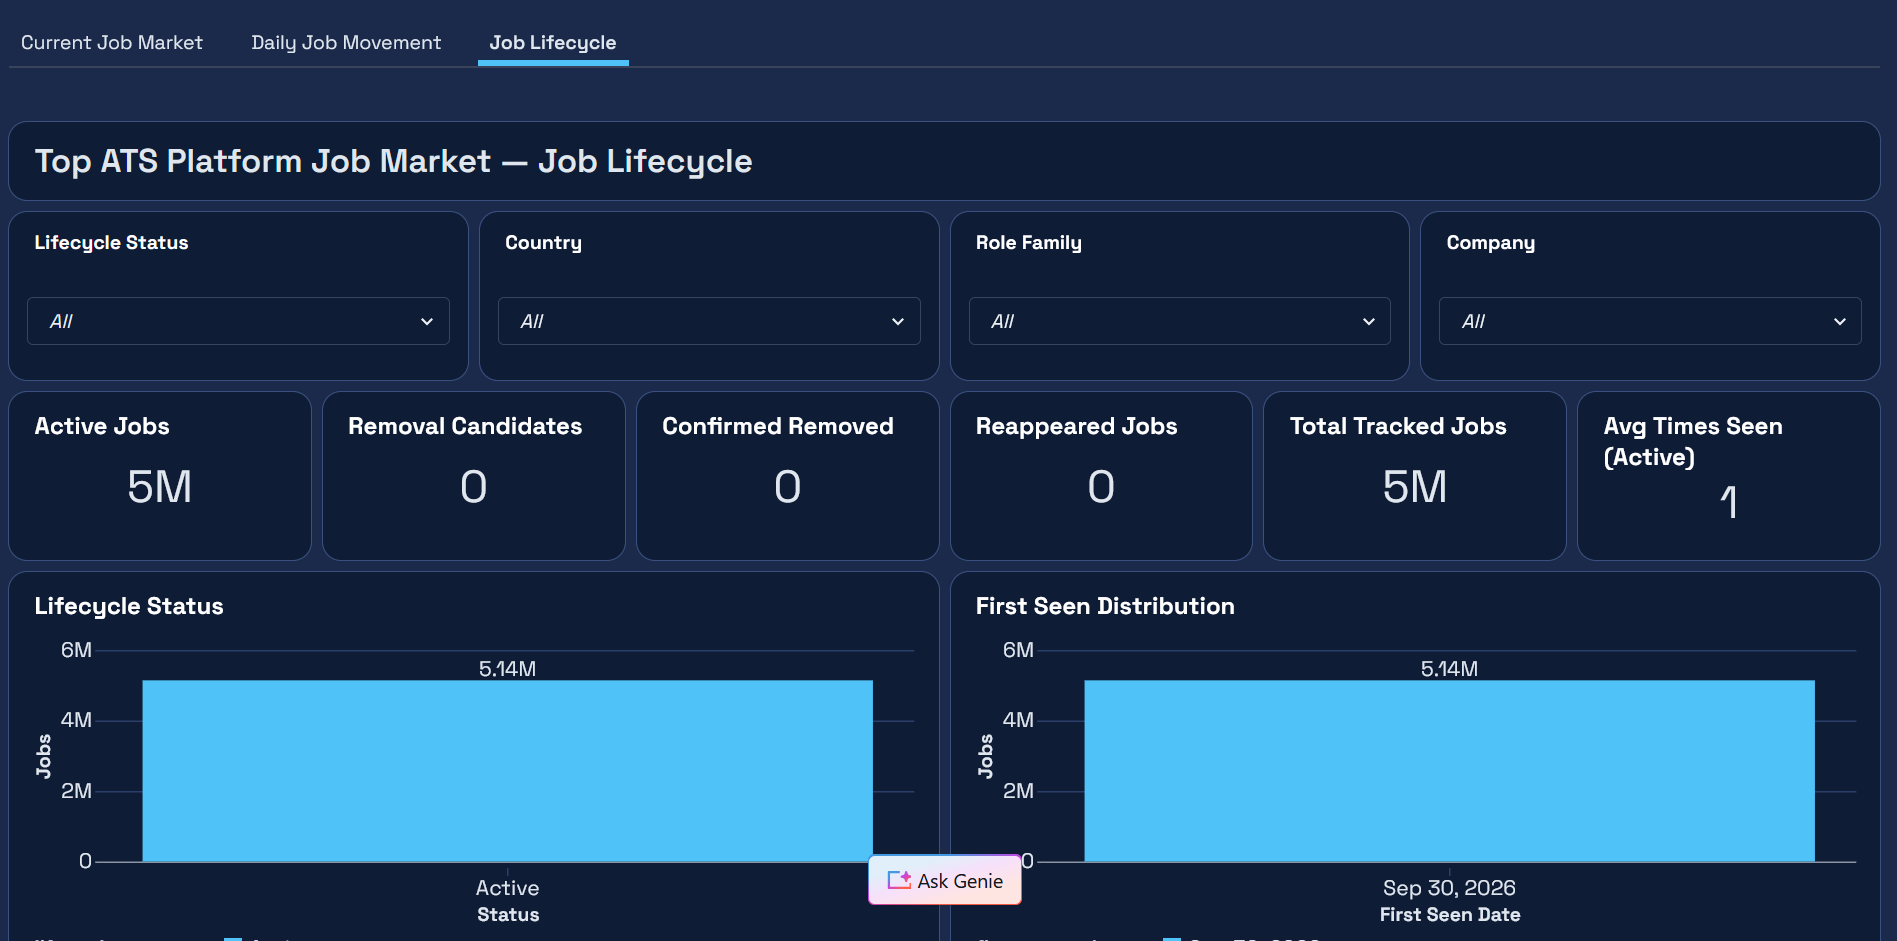 Current Job Market Daily Job Movement Job Lifecycle
Top ATS Platform Job Market — Job Lifecycle
Lifecycle Status
All
Country
All
Role Family
All
Company
All
Active Jobs
5M
Removal Candidates
0
Confirmed Removed
0
Reappeared Jobs
0
Total Tracked Jobs
5M
Avg Times Seen
(Active)
1
Lifecycle Status
6M
5.14M
4M
Jobs
2M
0
Active
Status
First Seen Distribution
6M
5.14M
4M
Jobs
2M
0
Sep 30, 2026
First Seen Date
Ask Genie